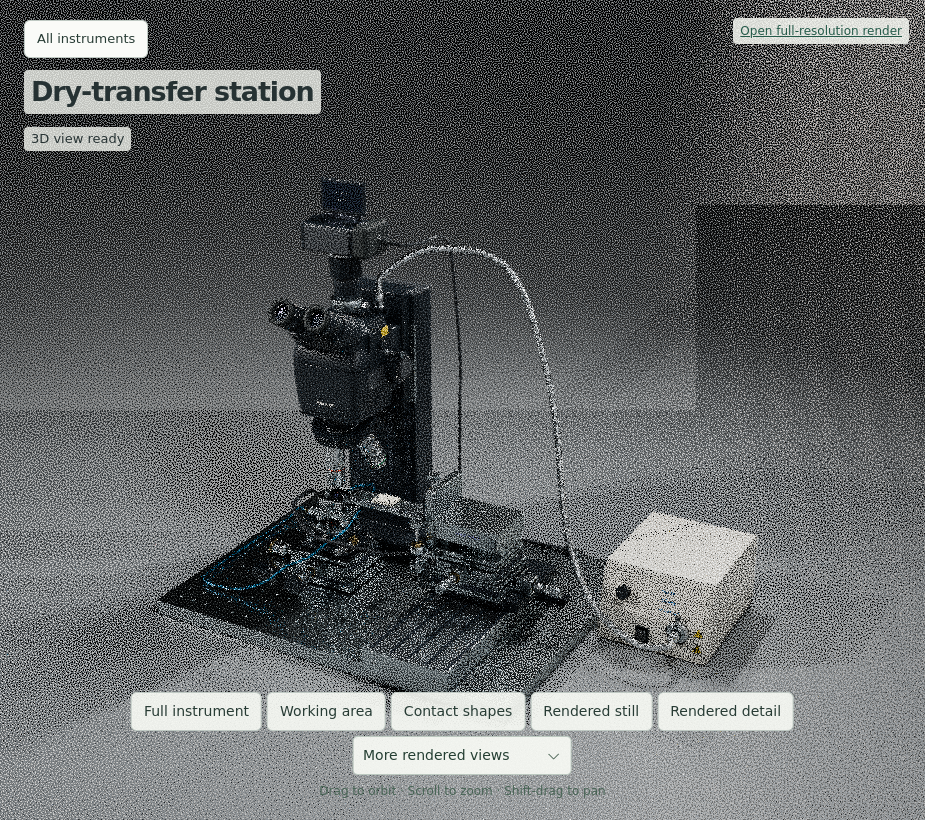 All instruments
Open full-resolution render
Dry-transfer station
3D view ready
Full instrument
Working area
Contact shapes
Rendered still
Rendered detail
More rendered views
Drag to orbit · Scroll to zoom · Shift-drag to pan